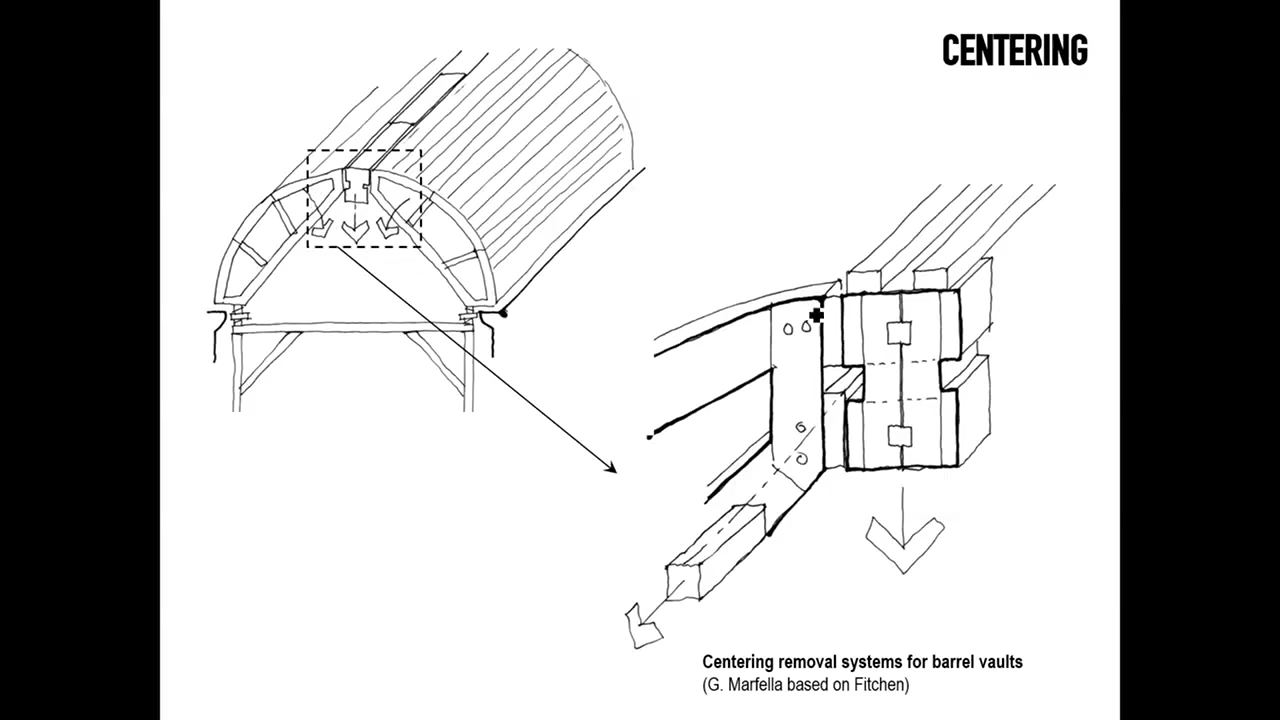 CENTERING
Centering removal systems for barrel vaults
(G. Marfella based on Fitchen)